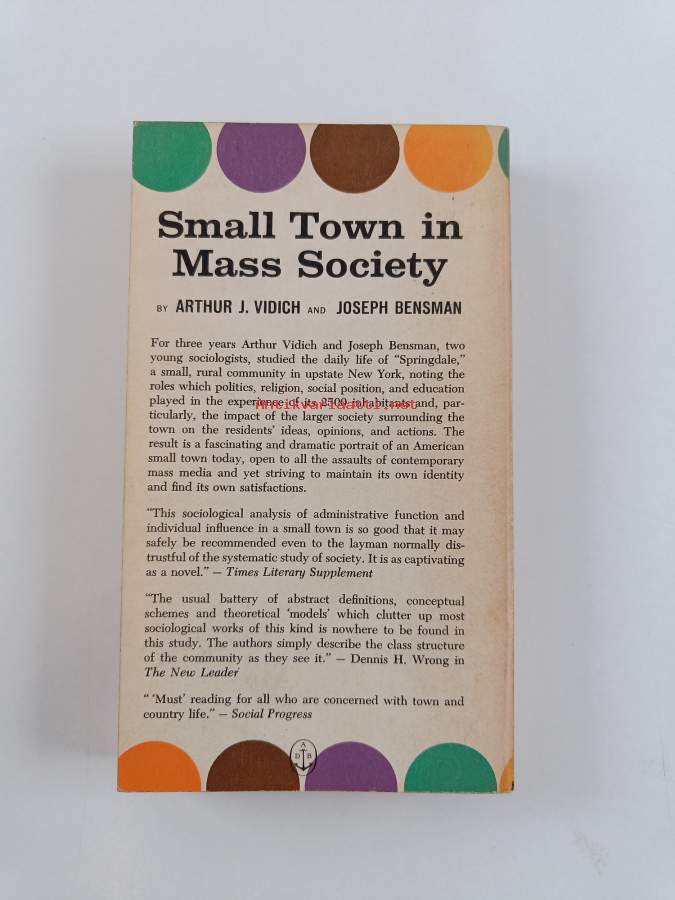 Small Town in
Mass Society
BY ARTHUR J. VIDICH AND JOSEPH BENSMAN
For three years Arthur Vidich and Joseph Bensman, two
young sociologists, studied the daily life of “Springdale,”
a small, rural community in upstate New York, noting the
roles which politics, religion, social position, and education
played in the experience of its 2500 inhabitants and, par-
ticularly, the impact of the larger society surrounding the
town on the residents’ ideas, opinions, and actions. The
result is a fascinating and dramatic portrait of an American
small town today, open to all the assaults of contemporary
mass media and yet striving to maintain its own identity
and find its own satisfactions.
“This sociological analysis of administrative function and
individual influence in a small town is so good that it may
safely be recommended even to the layman normally dis-
trustful of the systematic study of society. It is as captivating
as a novel.” — Times Literary Supplement
“The usual battery of abstract definitions, conceptual
schemes and theoretical ‘models’ which clutter up most
sociological works of this kind is nowhere to be found in
this study. The authors simply describe the class structure
of the community as they see it.” — Dennis H. Wrong in
The New Leader
“ ‘Must’ reading for all who are concerned with town and
country life.” — Social Progress
A
D B
Antikvariaatti.net